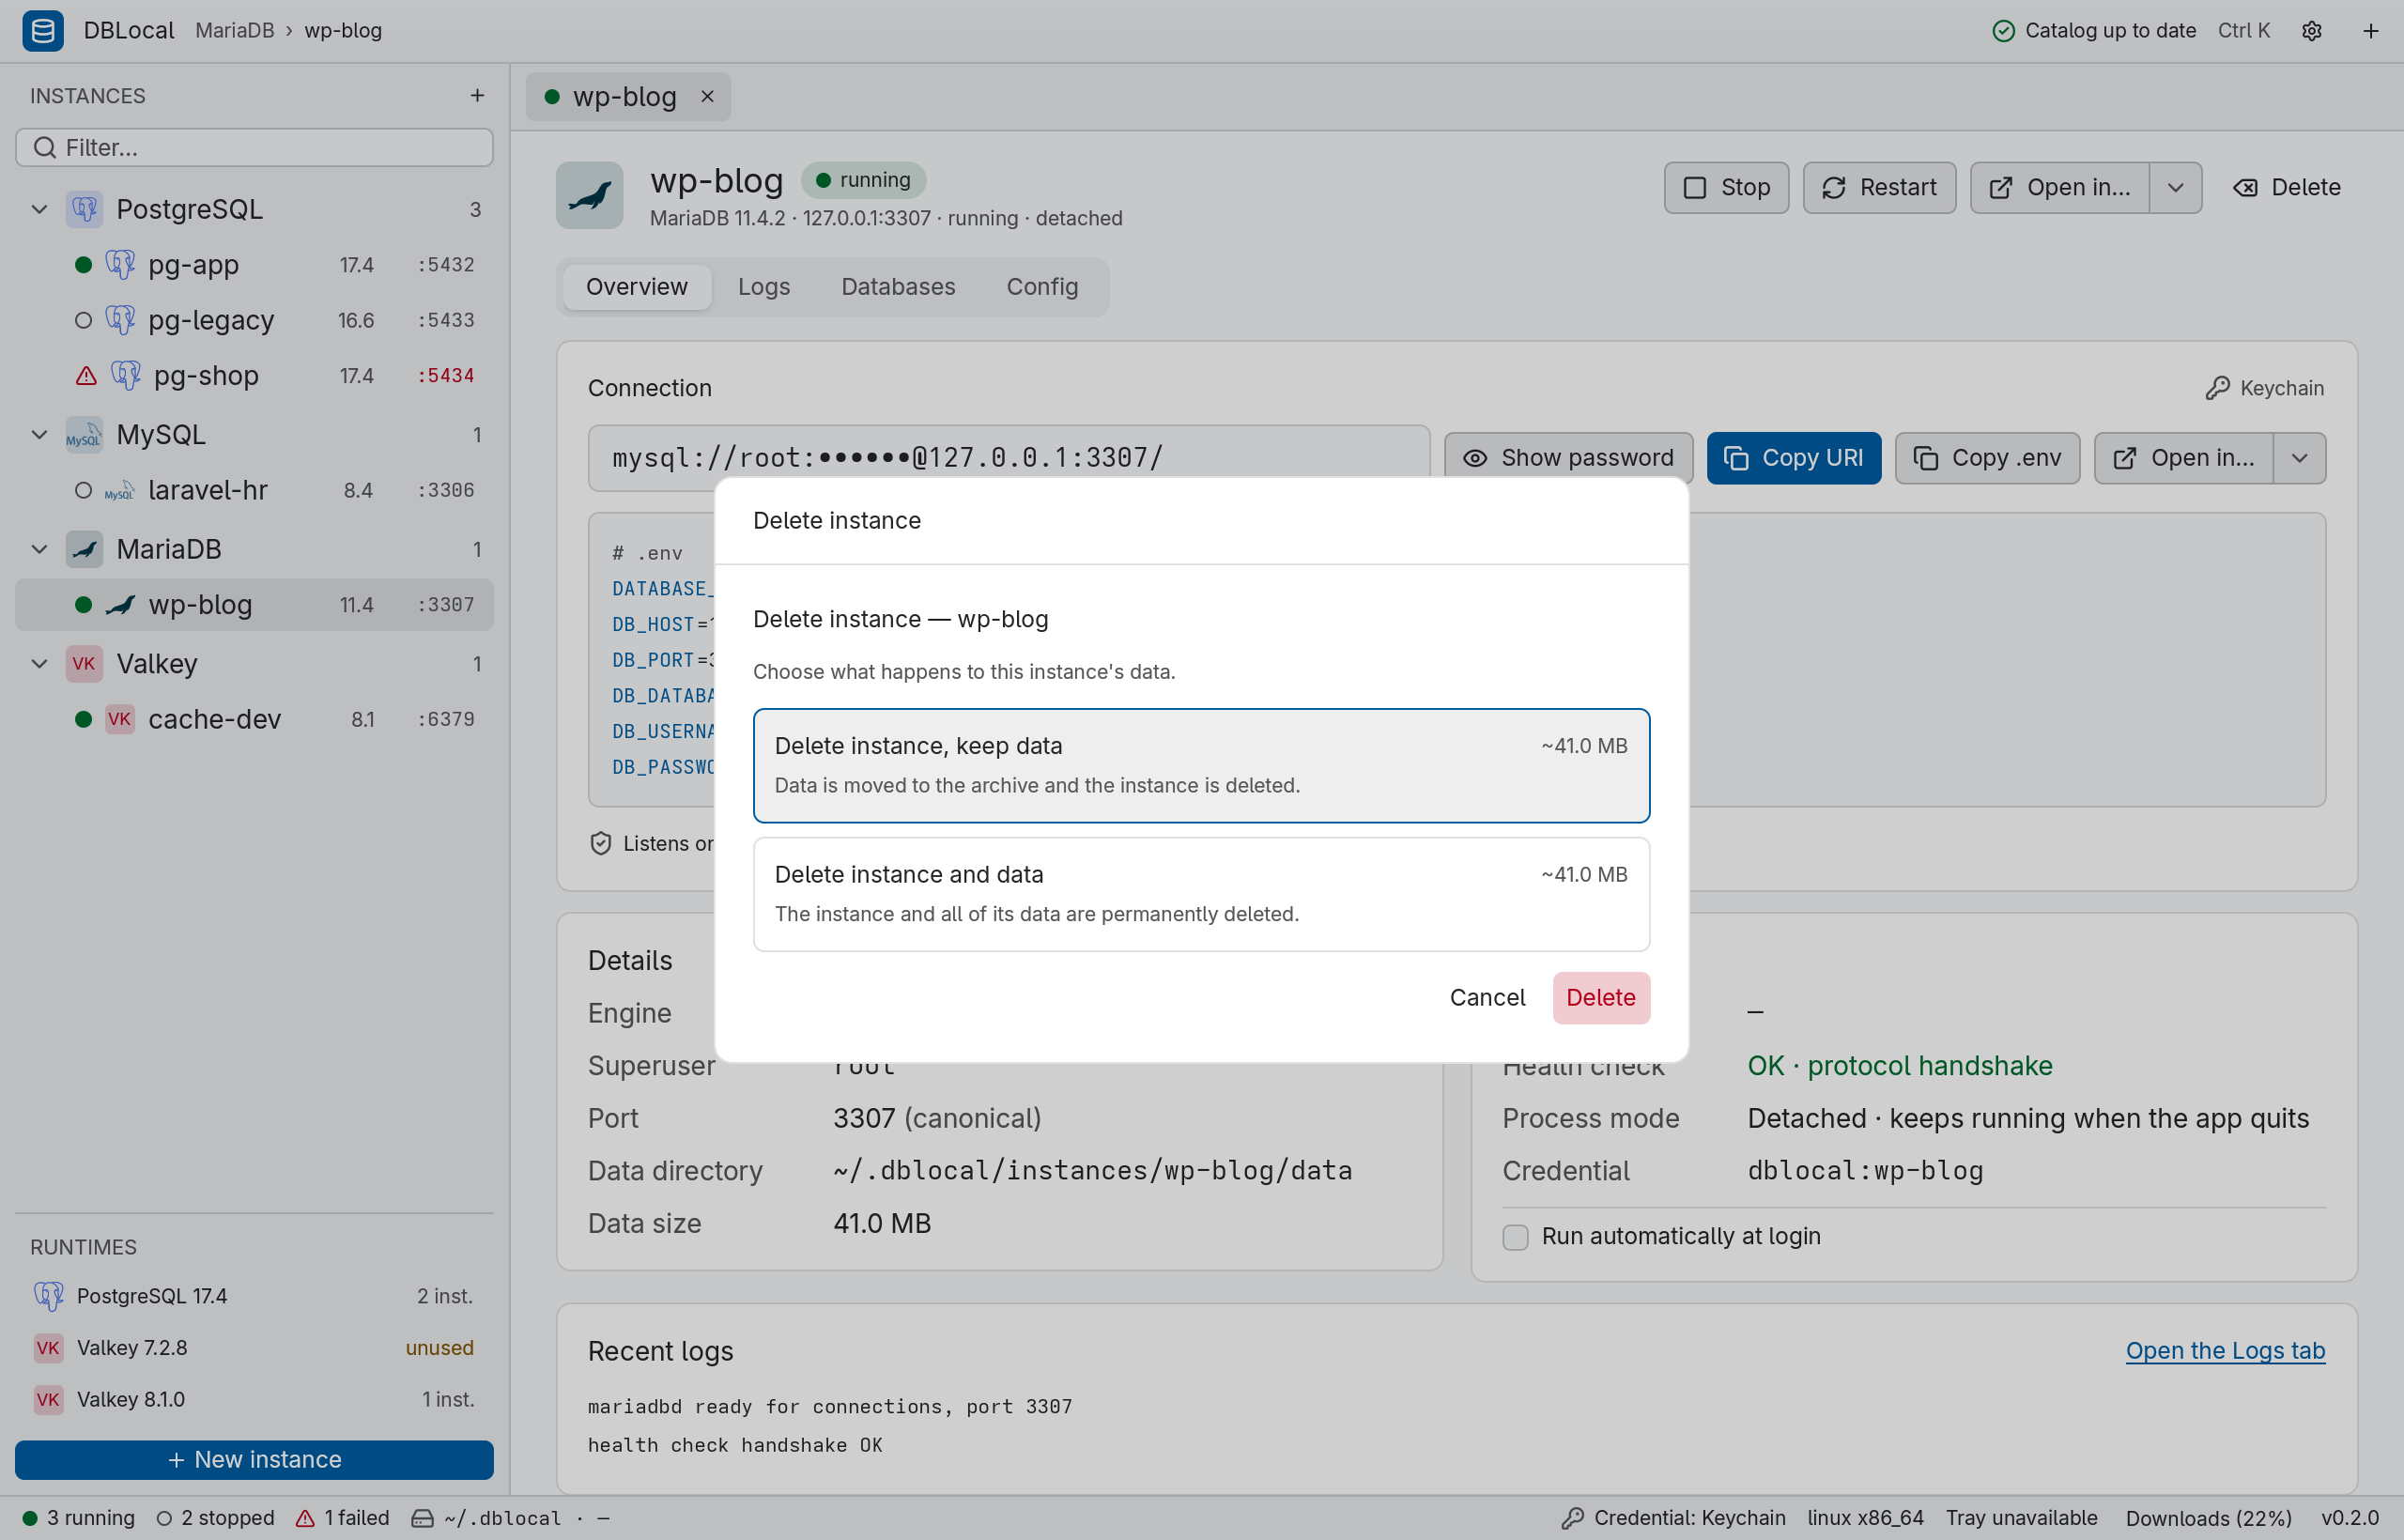 DBLocal MariaDB › wp-blog
Catalog up to date Ctrl K
INSTANCES
Filter...
PostgreSQL 3
pg-app 17.4 :5432
pg-legacy 16.6 :5433
pg-shop 17.4 :5434
MySQL MySQL 1
MySQL laravel-hr 8.4 :3306
MariaDB 1
wp-blog 11.4 :3307
VK Valkey 1
VK cache-dev 8.1 :6379
RUNTIMES
PostgreSQL 17.4 2 inst.
VK Valkey 7.2.8 unused
VK Valkey 8.1.0 1 inst.
+ New instance
wp-blog
wp-blog running
MariaDB 11.4.2 · 127.0.0.1:3307 · running · detached
Stop Restart Open in... Delete
Overview Logs Databases Config
Connection Keychain
mysql://root:••••••@127.0.0.1:3307/
Show password Copy URI Copy .env Open in...
# .env
DATABASE_
DB_HOST=
DB_PORT=3
DB_DATABA
DB_USERNA
DB_PASSW
Listens on
Delete instance
Delete instance — wp-blog
Choose what happens to this instance's data.
Delete instance, keep data ~41.0 MB
Data is moved to the archive and the instance is deleted.
Delete instance and data ~41.0 MB
The instance and all of its data are permanently deleted.
Cancel Delete
Details
Engine
Superuser root
Port 3307 (canonical)
Data directory ~/.dblocal/instances/wp-blog/data
Data size 41.0 MB
—
Health check OK · protocol handshake
Process mode Detached · keeps running when the app quits
Credential dblocal:wp-blog
Run automatically at login
Recent logs Open the Logs tab
mariadbd ready for connections, port 3307
health check handshake OK
3 running 2 stopped 1 failed ~/.dblocal · —
Credential: Keychain linux x86_64 Tray unavailable Downloads (22%) v0.2.0